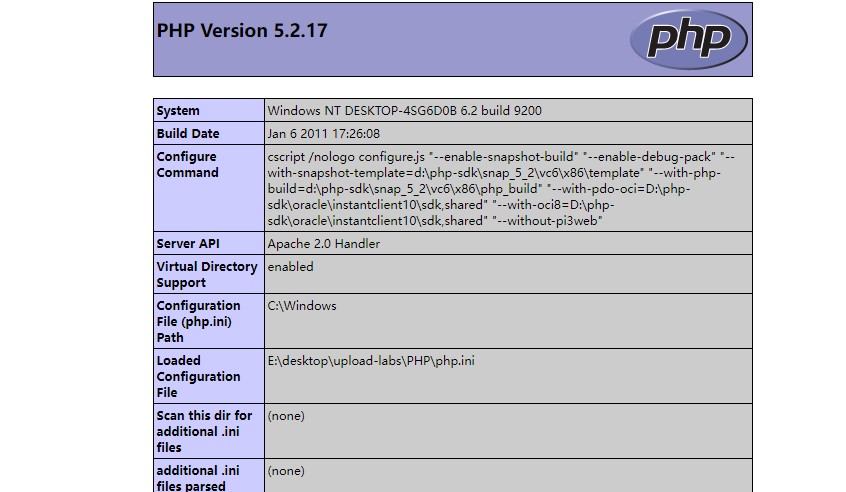 PHP Version 5.2.17
php
System
Windows NT DESKTOP-4SG6D0B 6.2 build 9200
Build Date
Jan 6 2011 17:26:08
Configure
Command
cscript /nologo configure.js "--enable-snapshot-build" "--enable-debug-pack" "--
with-snapshot-template=d:\php-sdk\snap_5_2\vc6\x86\template" "--with-php-
build=d:\php-sdk\snap_5_2\vc6\x86\php_build" "--with-pdo-oci=D:\php-
sdk\oracle\instantclient10\sdk,shared" "--with-oci8=D:\php-
sdk\oracle\instantclient10\sdk,shared" "--without-pi3web"
Server API
Apache 2.0 Handler
Virtual Directory
Support
enabled
Configuration
File (php.ini)
Path
C:\Windows
Loaded
Configuration
File
E:\desktop\upload-labs\PHP\php.ini
Scan this dir for
additional .ini
files
(none)
additional .ini
files parsed
(none)